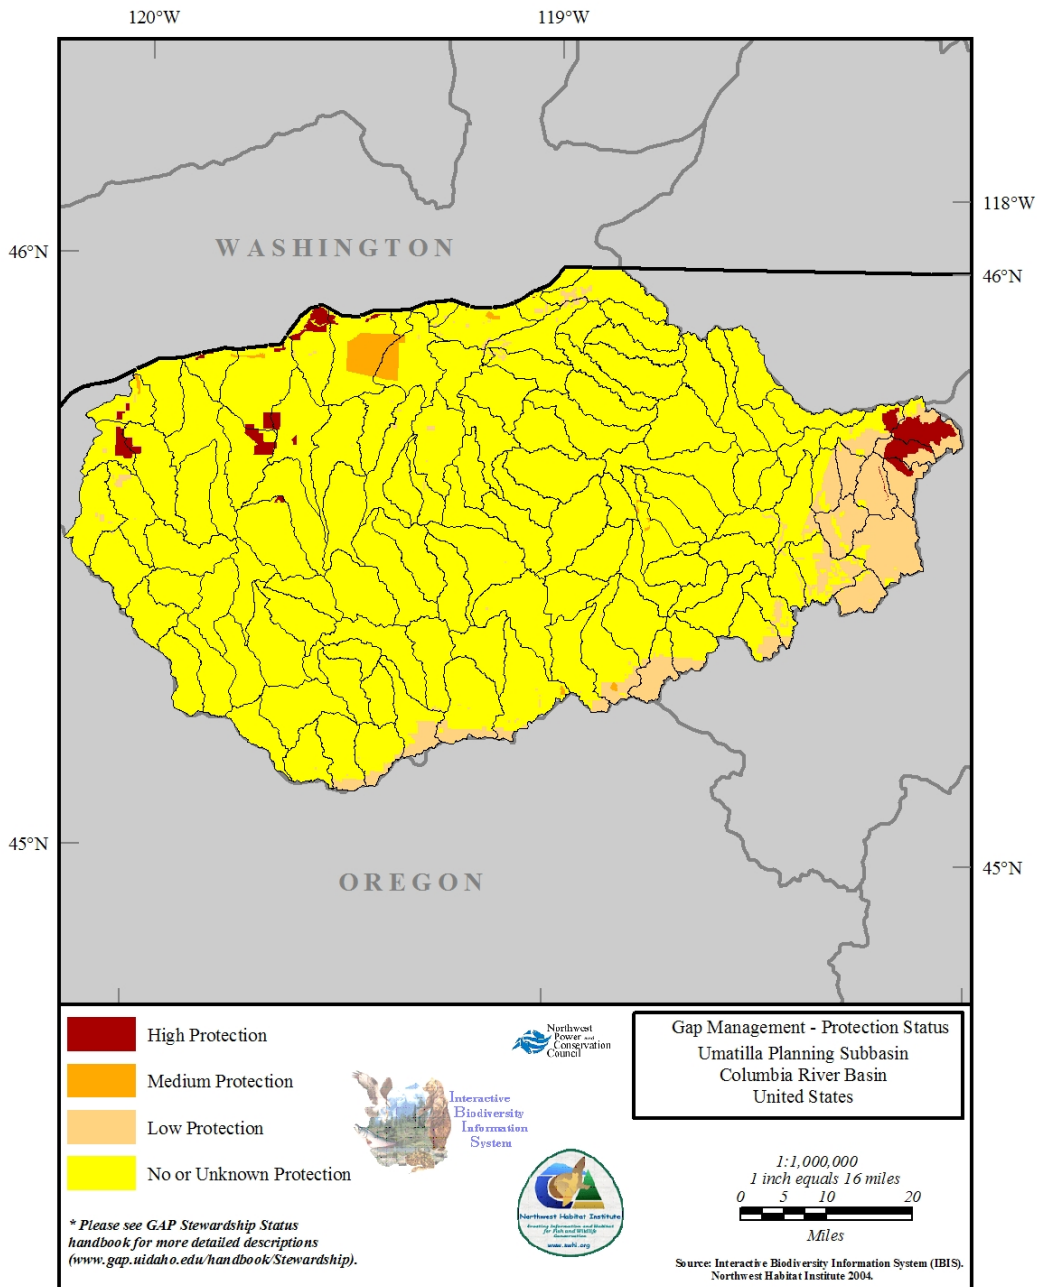 120°W
119°W
118°W
46°N
46°N
WASHINGTON
45°N
45°N
OREGON
High Protection
Medium Protection
Low Protection
No or Unknown Protection
* Please see GAP Stewardship Status
handbook for more detailed descriptions
(www.gap.uidaho.edu/handbook/Stewardship).
Northwest
Power and
Conservation
Council
Interactive
Biodiversity
Information
System
Northwest Habitat Institute
Gap Management - Protection Status
Umatilla Planning Subbasin
Columbia River Basin
United States
1:1,000,000
1 inch equals 16 miles
0 5 10 20
Miles
Source: Interactive Biodiversity Information System (IBIS).
Northwest Habitat Institute 2004.